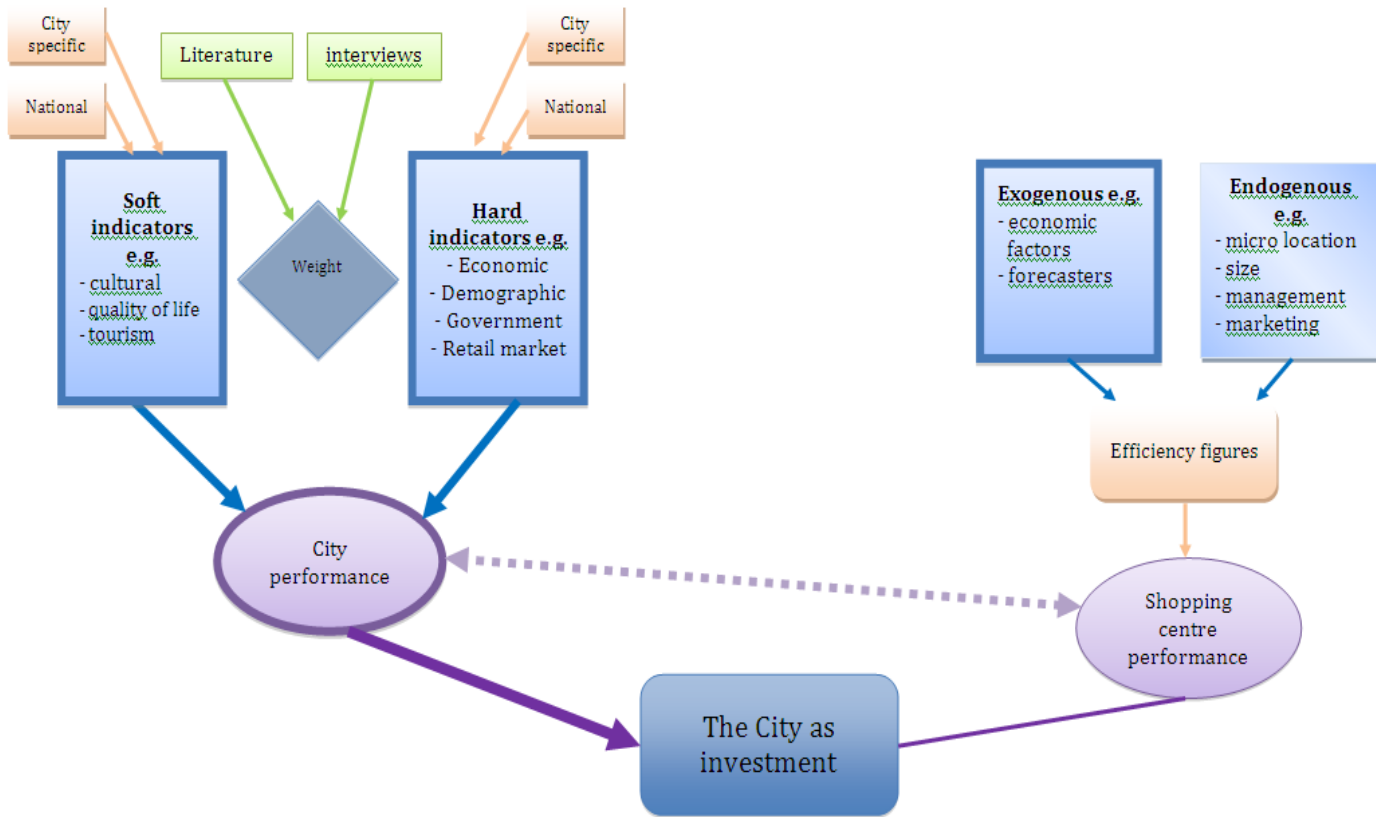 City
specific
National
Literature
interviews
City
specific
National
Soft
indicators
e.g.
- cultural
- quality of life
- tourism
Weight
Hard
indicators e.g.
- Economic
- Demographic
- Government
- Retail market
Exogenous e.g.
- economic
factors
- forecasters
Endogenous
e.g.
- micro location
- size
- management
- marketing
Efficiency figures
City
performance
Shopping
centre
performance
The City as
investment